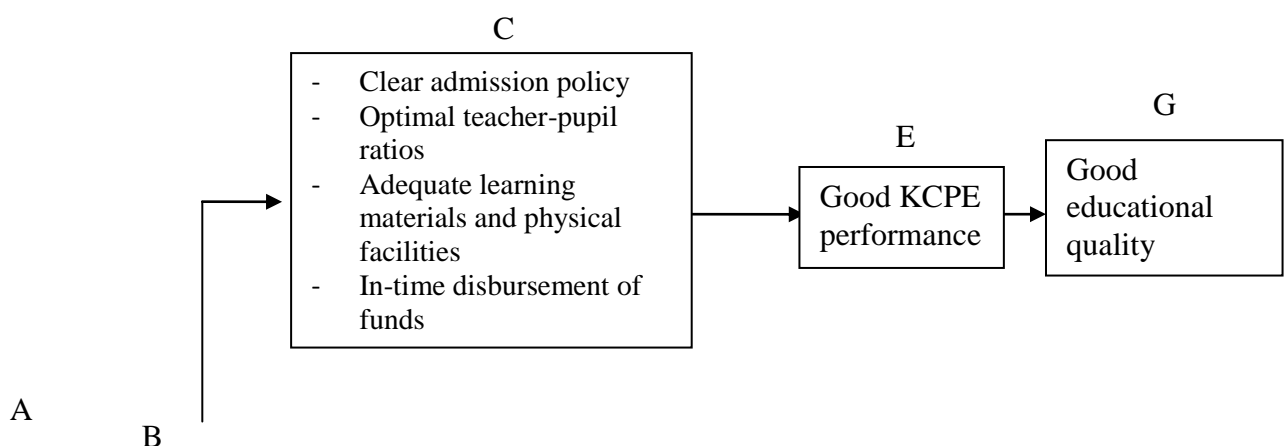 C
- Clear admission policy
- Optimal teacher-pupil
ratios
- Adequate learning
materials and physical
facilities
- In-time disbursement of
funds
E
Good KCPE
performance
G
Good
educational
quality
A
B